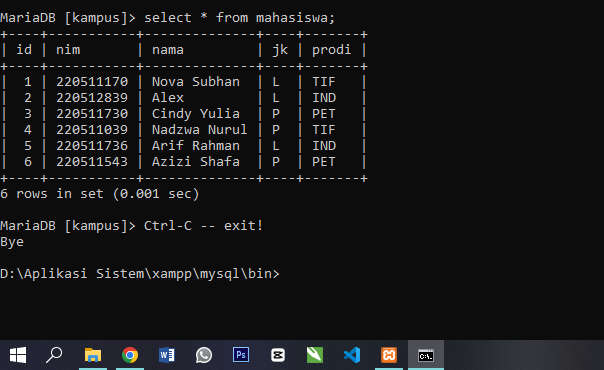 MariaDB [kampus]> select * from mahasiswa;
+----+-----------+--------------+----+-------+
| id | nim       | nama         | jk | prodi |
+----+-----------+--------------+----+-------+
|  1 | 220511170 | Nova Subhan  | L  | TIF   |
|  2 | 220512839 | Alex         | L  | IND   |
|  3 | 220511730 | Cindy Yulia  | P  | PET   |
|  4 | 220511039 | Nadzwa Nurul | P  | TIF   |
|  5 | 220511736 | Arif Rahman  | L  | IND   |
|  6 | 220511543 | Azizi Shafa  | P  | PET   |
+----+-----------+--------------+----+-------+
6 rows in set (0.001 sec)
MariaDB [kampus]> Ctrl-C -- exit!
Bye
D:\Aplikasi Sistem\xampp\mysql\bin>
W Ps C:\.